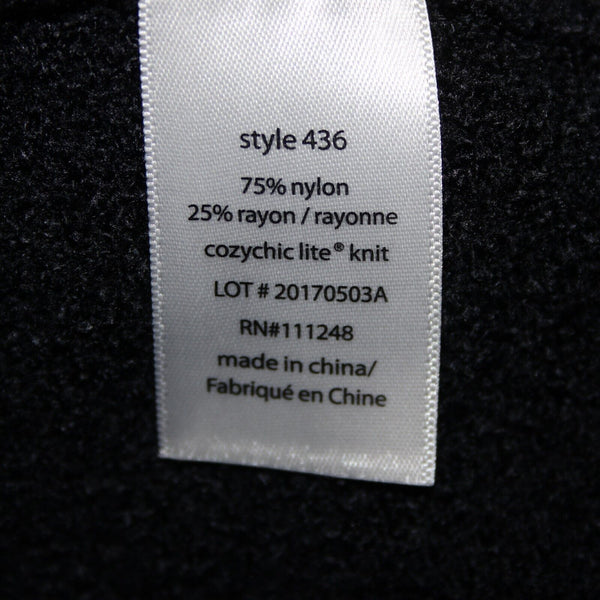 style 436
75% nylon
25% rayon / rayonne
cozychic lite® knit
LOT # 20170503A
RN#111248
made in china/
Fabriqué en Chine